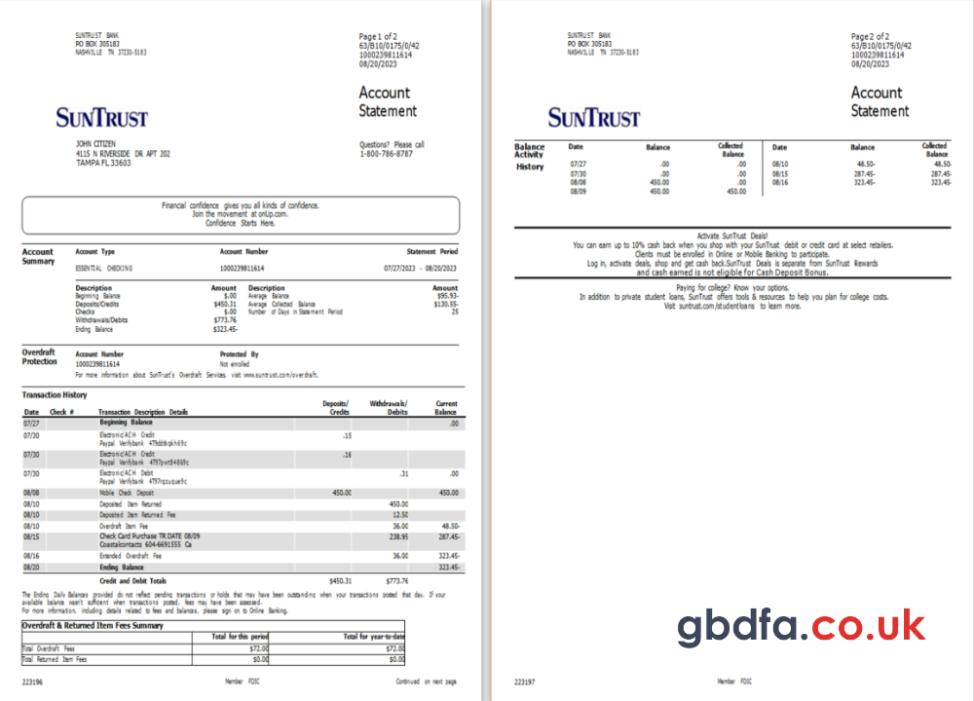 SUNTRUST BANK
PO BOX 305183
NASHVILLE TN 37230-5183
Page 1 of 2
63/B10/0175/0/42
1000239811614
08/20/2023
Account
Statement
SUNTRUST
JOHN CITIZEN
4115 N RIVERSIDE DR APT 202
TAMPA FL 33603
Questions? Please call
1-800-786-8787
Financial confidence gives you all kinds of confidence.
Join the movement at onUp.com.
Confidence Starts Here.
Account
Summary
Account Type Account Number Statement Period
ESSENTIAL CHECKING 1000239811614 07/27/2023 - 08/20/2023
Description Amount Description Amount
Beginning Balance $.00 Average Balance $95.93-
Deposits/Credits $450.31 Average Collected Balance $130.55-
Checks $.00 Number of Days in Statement Period 25
Withdrawals/Debits $773.76
Ending Balance $323.45-
Overdraft
Protection
Account Number Protected By
1000239811614 Not enrolled
For more information about SunTrust's Overdraft Services, visit www.suntrust.com/overdraft.
Transaction History
Date Check # Transaction Description Details Deposits/ Credits Withdrawals/ Debits Current Balance
07/27 Beginning Balance .00
07/30 Electronic/ACH Credit .15
Paypal Verifybank
07/30 Electronic/ACH Credit .16
Paypal Verifybank
07/30 Electronic/ACH Debit .31 .00
Paypal Verifybank
08/08 Mobile Check Deposit 450.00 450.00
08/10 Deposited Item Returned 450.00
08/10 Deposited Item Returned Fee 12.50
08/10 Overdraft Item Fee 36.00 48.50-
08/15 Check Card Purchase TR DATE 08/09 238.95 287.45-
Coastalcontacts 604-6691555 Ca
08/16 Extended Overdraft Fee 36.00 323.45-
08/20 Ending Balance 323.45-
Credit and Debit Totals $450.31 $773.76
The Ending Daily Balances provided do not reflect pending transactions or holds that may have been outstanding when your transactions posted that day. If your
available balance wasn't sufficient when transactions posted, fees may have been assessed.
For more information, including details related to fees and balances, please sign on to Online Banking.
Overdraft & Returned Item Fees Summary
Total for this period Total for year-to-date
Total Overdraft Fees $72.00 $72.00
Total Returned Item Fees $0.00 $0.00
223196 Member FDIC Continued on next page
SUNTRUST BANK
PO BOX 305183
NASHVILLE TN 37230-5183
Page 2 of 2
63/B10/0175/0/42
1000239811614
08/20/2023
Account
Statement
SUNTRUST
Balance
Activity
History
Date Balance Collected Balance Date Balance Collected Balance
07/27 .00 .00 08/10 48.50- 48.50-
07/30 .00 .00 08/15 287.45- 287.45-
08/08 450.00 .00 08/16 323.45- 323.45-
08/09 450.00 450.00
Activate SunTrust Deals!
You can earn up to 10% cash back when you shop with your SunTrust debit or credit card at select retailers.
Clients must be enrolled in Online or Mobile Banking to participate.
Log in, activate deals, shop and get cash back.SunTrust Deals is separate from SunTrust Rewards
and cash earned is not eligible for Cash Deposit Bonus.
Paying for college? Know your options.
In addition to private student loans, SunTrust offers tools & resources to help you plan for college costs.
Visit suntrust.com/studentloans to learn more.
gbdfa.co.uk
223197 Member FDIC